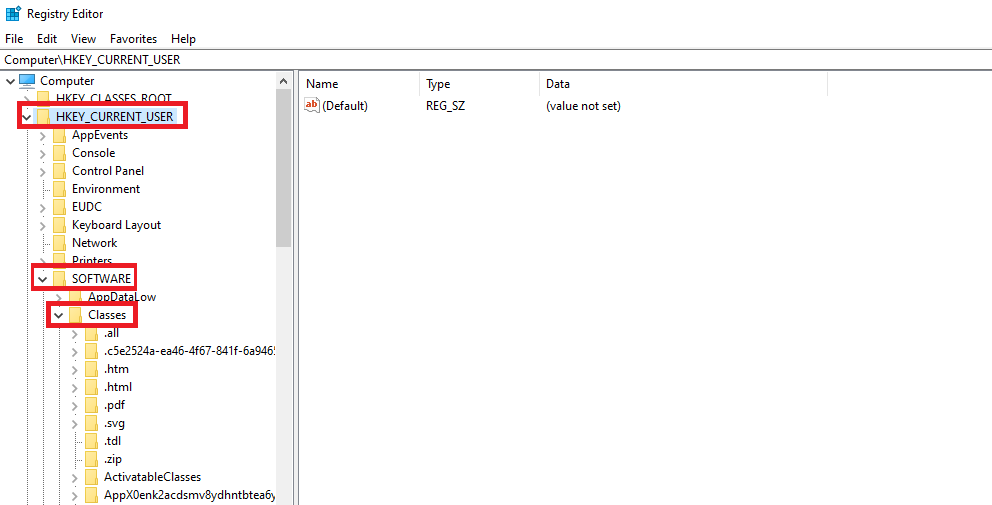 Registry Editor
File Edit View Favorites Help
Computer\HKEY_CURRENT_USER
Computer
HKEY_CLASSES_ROOT
HKEY_CURRENT_USER
AppEvents
Console
Control Panel
Environment
EUDC
Keyboard Layout
Network
Printers
SOFTWARE
AppDataLow
Classes
.all
.c5e2524a-ea46-4f67-841f-6a9465
.htm
.html
.pdf
.svg
.tdl
.zip
ActivatableClasses
AppX0enk2acdsmv8ydhntbtea6y
Name Type Data
ab (Default) REG_SZ (value not set)